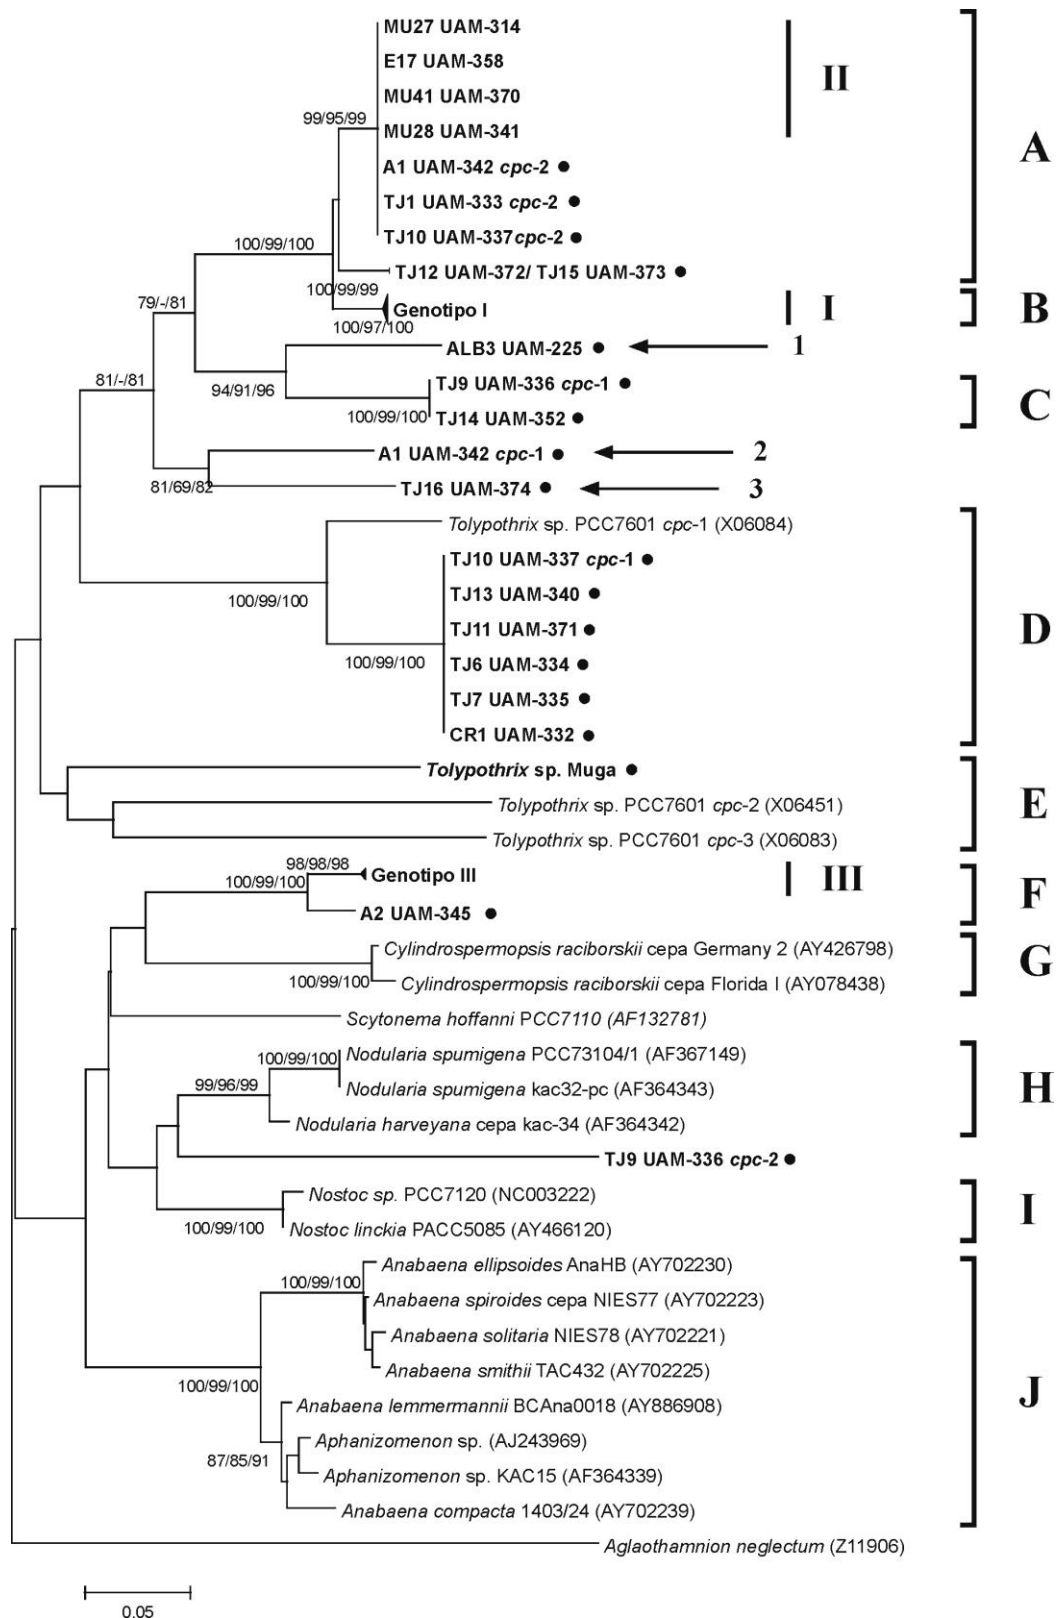 MU27 UAM-314
E17 UAM-358
II
MU41 UAM-370
99/95/99
MU28 UAM-341
A
A1 UAM-342 cpc-2 ●
TJ1 UAM-333 cpc-2 ●
TJ10 UAM-337cpc-2 ●
100/99/100
TJ12 UAM-372/ TJ15 UAM-373 ●
100/99/99
79/-/81
Genotipo I
I
B
100/97/100
ALB3 UAM-225 ●
1
81/-/81
TJ9 UAM-336 cpc-1 ●
94/91/96
C
100/99/100
TJ14 UAM-352 ●
A1 UAM-342 cpc-1 ●
2
81/69/82
TJ16 UAM-374 ●
3
Tolypothrix sp. PCC7601 cpc-1 (X06084)
TJ10 UAM-337 cpc-1 ●
TJ13 UAM-340 ●
100/99/100
TJ11 UAM-371 ●
D
100/99/100
TJ6 UAM-334 ●
TJ7 UAM-335 ●
CR1 UAM-332 ●
Tolypothrix sp. Muga ●
Tolypothrix sp. PCC7601 cpc-2 (X06451)
E
Tolypothrix sp. PCC7601 cpc-3 (X06083)
98/98/98
100/99/100
Genotipo III
III
F
A2 UAM-345 ●
Cylindrospermopsis raciborskii cepa Germany 2 (AY426798)
G
100/99/100
Cylindrospermopsis raciborskii cepa Florida I (AY078438)
Scytonema hoffanni PCC7110 (AF132781)
100/99/100
Nodularia spumigena PCC73104/1 (AF367149)
99/96/99
Nodularia spumigena kac32-pc (AF364343)
H
Nodularia harveyana cepa kac-34 (AF364342)
TJ9 UAM-336 cpc-2 ●
Nostoc sp. PCC7120 (NC003222)
I
100/99/100
Nostoc linckia PACC5085 (AY466120)
Anabaena ellipsoides AnaHB (AY702230)
100/99/100
Anabaena spiroides cepa NIES77 (AY702223)
Anabaena solitaria NIES78 (AY702221)
Anabaena smithii TAC432 (AY702225)
100/99/100
J
Anabaena lemmermannii BCAna0018 (AY886908)
Aphanizomenon sp. (AJ243969)
87/85/91
Aphanizomenon sp. KAC15 (AF364339)
Anabaena compacta 1403/24 (AY702239)
Aglaothamnion neglectum (Z11906)
0.05